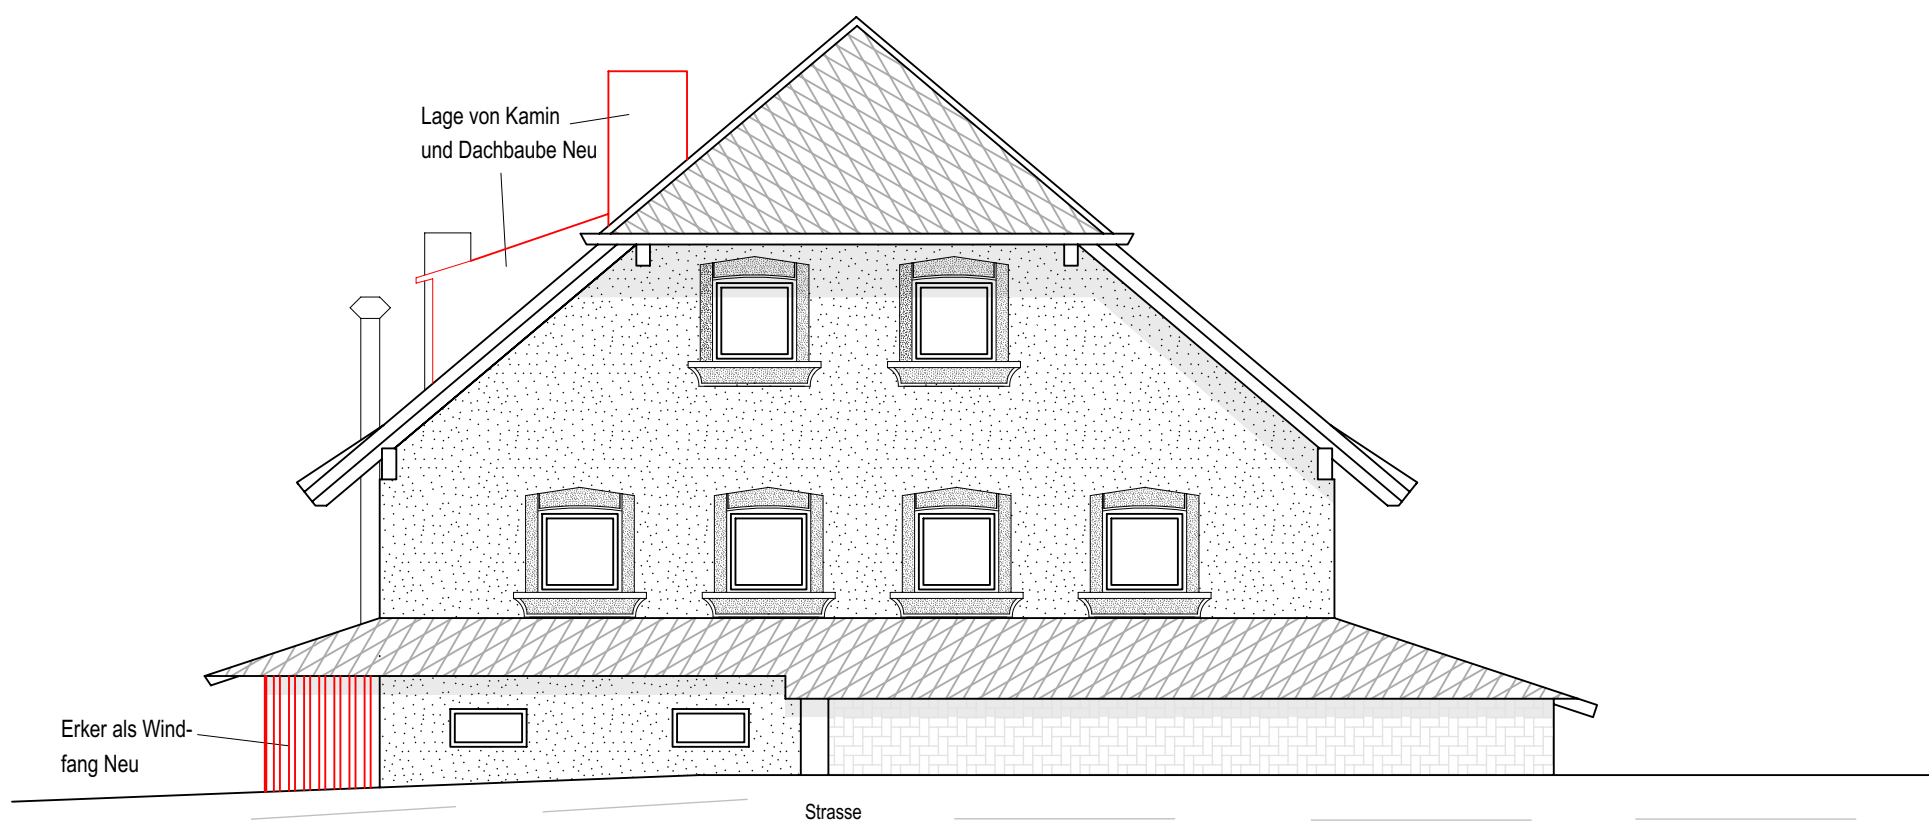 Lage von Kamin
und Dachbaube Neu
Erker als Wind-
fang Neu
Strasse